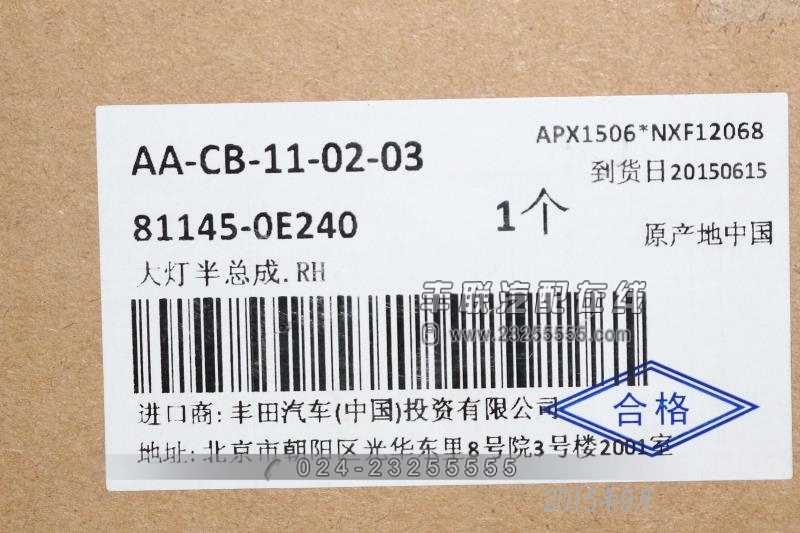 APX1506*NXF12068
AA-CB-11-02-03
到货日20150615
81145-0E240
1个
原产地中国
大灯半总成.RH
丰联汽配在线
www.23255555.com
进口商:丰田汽车(中国)投资有限公司
合格
地址:北京市朝阳区光华东里8号院3号楼2001室
024-23255555